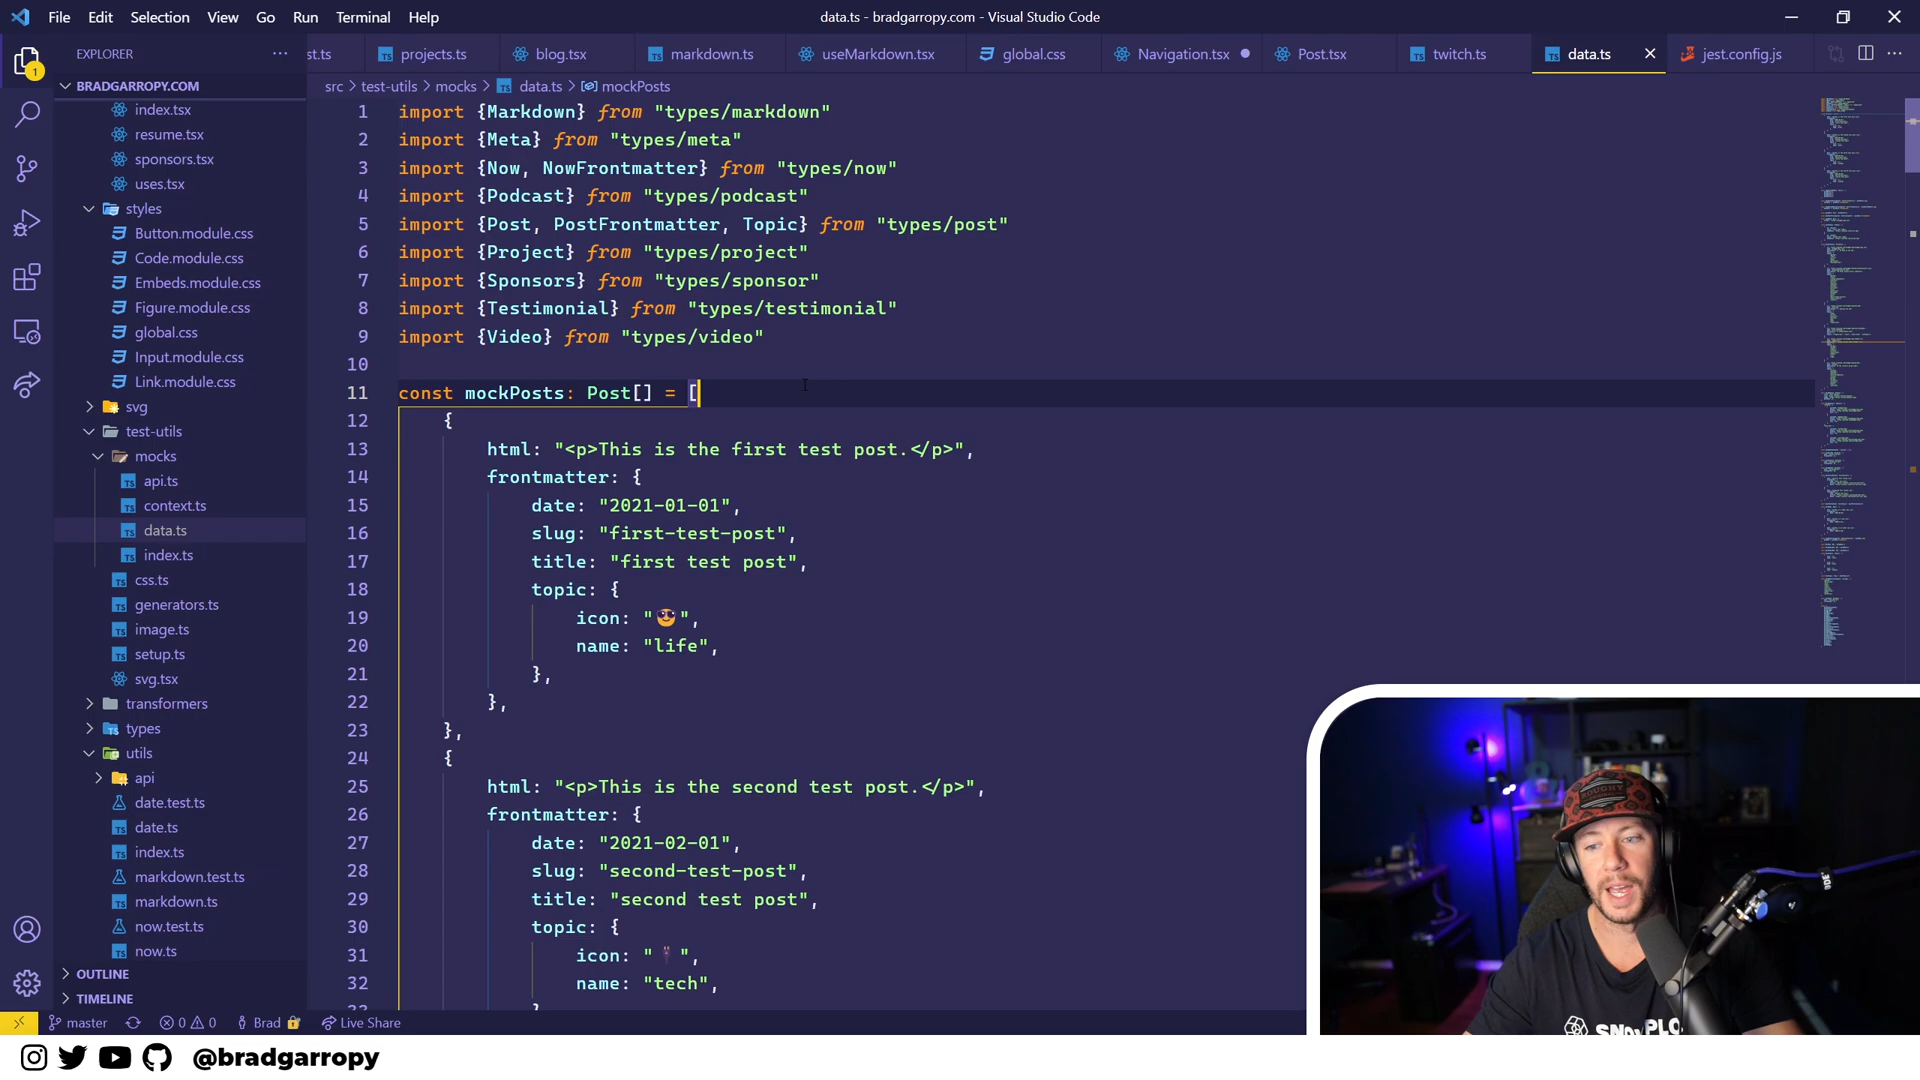 File Edit Selection View Go Run Terminal Help
data.ts - bradgarropy.com - Visual Studio Code
EXPLORER
st.ts projects.ts blog.tsx markdown.ts useMarkdown.tsx global.css Navigation.tsx Post.tsx twitch.ts data.ts jest.config.js
BRADGARROPY.COM
src > test-utils > mocks > data.ts > mockPosts
1
index.tsx
resume.tsx
sponsors.tsx
uses.tsx
styles
Button.module.css
Code.module.css
Embeds.module.css
Figure.module.css
global.css
Input.module.css
Link.module.css
svg
test-utils
mocks
api.ts
context.ts
data.ts
index.ts
css.ts
generators.ts
image.ts
setup.ts
svg.tsx
transformers
types
utils
api
date.test.ts
date.ts
index.ts
markdown.test.ts
markdown.ts
now.test.ts
now.ts
OUTLINE
TIMELINE
1 import {Markdown} from "types/markdown"
2 import {Meta} from "types/meta"
3 import {Now, NowFrontmatter} from "types/now"
4 import {Podcast} from "types/podcast"
5 import {Post, PostFrontmatter, Topic} from "types/post"
6 import {Project} from "types/project"
7 import {Sponsors} from "types/sponsor"
8 import {Testimonial} from "types/testimonial"
9 import {Video} from "types/video"
10
11 const mockPosts: Post[] = [
12 {
13 html: "<p>This is the first test post.</p>",
14 frontmatter: {
15 date: "2021-01-01",
16 slug: "first-test-post",
17 title: "first test post",
18 topic: {
19 icon: "😎",
20 name: "life",
21 },
22 },
23 },
24 {
25 html: "<p>This is the second test post.</p>",
26 frontmatter: {
27 date: "2021-02-01",
28 slug: "second-test-post",
29 title: "second test post",
30 topic: {
31 icon: " ",
32 name: "tech",
master 0 0 Brad Live Share
ROUGHY
@bradgarropy